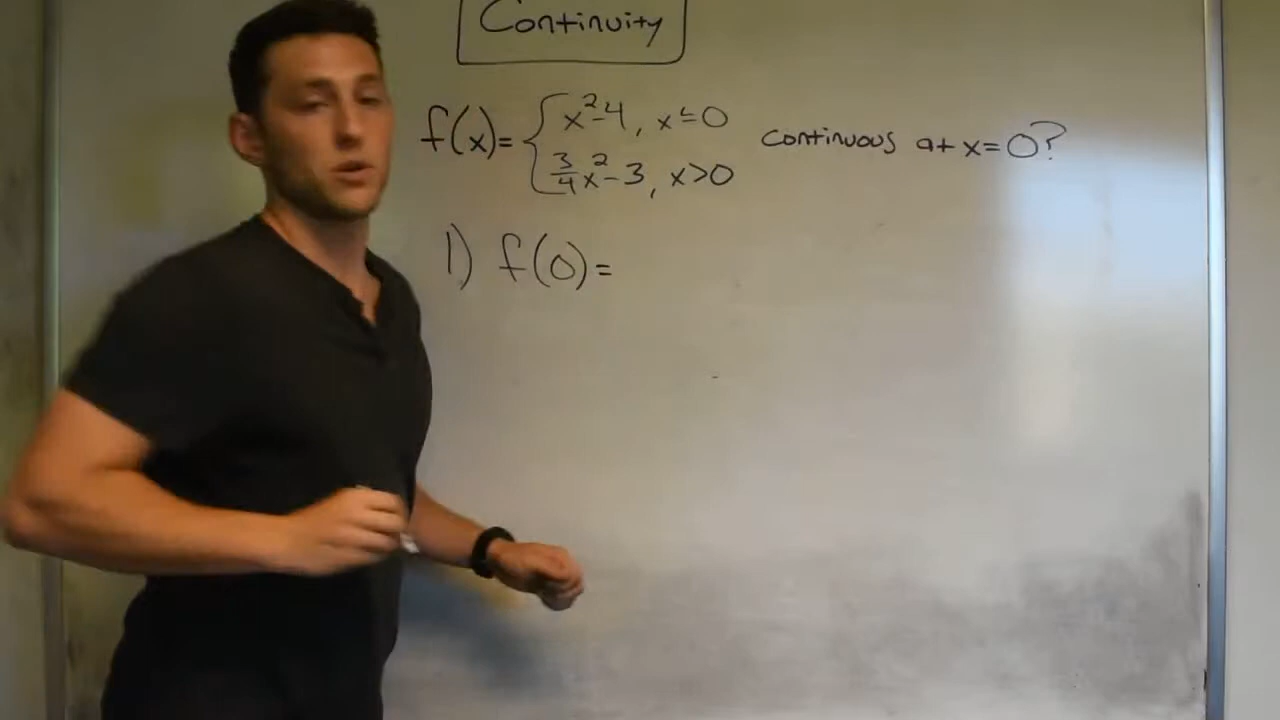 Continuity
f(x)= { x²-4, x≤0
3/4x²-3, x>0
continuous at x=0?
1) f(0)=